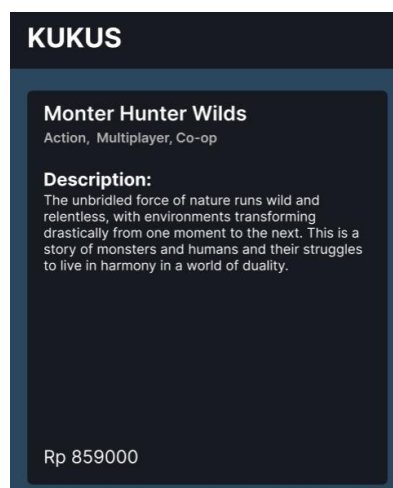 KUKUS
Monter Hunter Wilds
Action, Multiplayer, Co-op
Description:
The unbridled force of nature runs wild and
relentless, with environments transforming
drastically from one moment to the next. This is a
story of monsters and humans and their struggles
to live in harmony in a world of duality.
Rp 859000